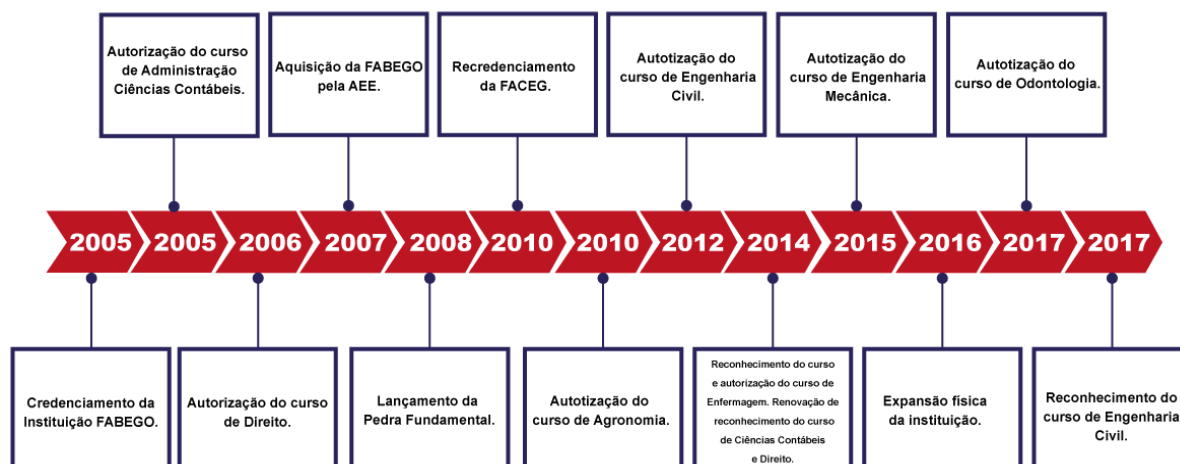 Autorização do curso
de Administração
Ciências Contábeis.
Aquisição da FABEGO
pela AEE.
Recredenciamento
da FACEG.
Autotização do
curso de Engenharia
Civil.
Autotização do
curso de Engenharia
Mecânica.
Autotização do
curso de Odontologia.
2005 2005 2006 2007 2008 2010 2010 2012 2014 2015 2016 2017 2017
Credenciamento da
Instituição FABEGO.
Autorização do curso
de Direito.
Lançamento da
Pedra Fundamental.
Autotização do
curso de Agronomia.
Reconhecimento do curso
e autorização do curso de
Enfermagem. Renovação de
reconhecimento do curso
de Ciências Contábeis
e Direito.
Expansão física
da instituição.
Reconhecimento do
curso de Engenharia
Civil.